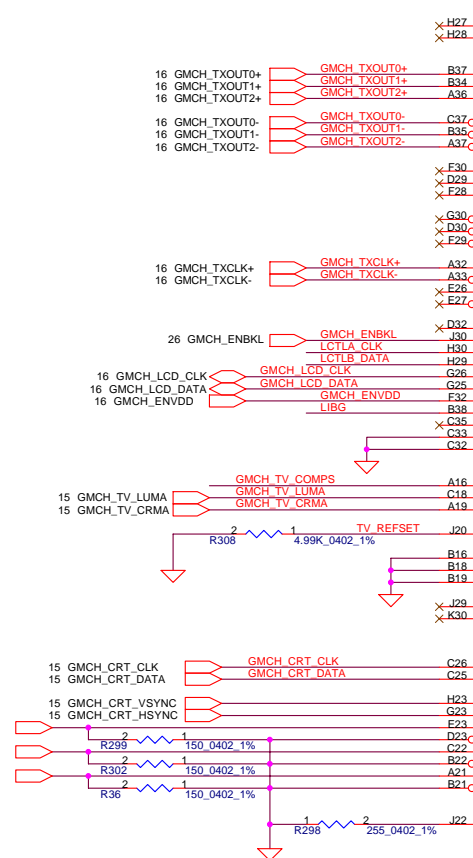 H27
H28
16 GMCH_TXOUT0+ GMCH_TXOUT0+ B37
16 GMCH_TXOUT1+ GMCH_TXOUT1+ B34
16 GMCH_TXOUT2+ GMCH_TXOUT2+ A36
16 GMCH_TXOUT0- GMCH_TXOUT0- C37
16 GMCH_TXOUT1- GMCH_TXOUT1- B35
16 GMCH_TXOUT2- GMCH_TXOUT2- A37
F30
D29
F28
G30
D30
F29
16 GMCH_TXCLK+ GMCH_TXCLK+ A32
16 GMCH_TXCLK- GMCH_TXCLK- A33
E26
E27
D32
26 GMCH_ENBKL GMCH_ENBKL J30
LCTLA_CLK H30
LCTLB_DATA H29
16 GMCH_LCD_CLK GMCH_LCD_CLK G26
16 GMCH_LCD_DATA GMCH_LCD_DATA G25
16 GMCH_ENVDD GMCH_ENVDD F32
LIBG B38
C35
C33
C32
GMCH_TV_COMPS A16
15 GMCH_TV_LUMA GMCH_TV_LUMA C18
15 GMCH_TV_CRMA GMCH_TV_CRMA A19
2 1 TV_REFSET J20
R308 4.99K_0402_1%
B16
B18
B19
J29
K30
15 GMCH_CRT_CLK GMCH_CRT_CLK C26
15 GMCH_CRT_DATA GMCH_CRT_DATA C25
15 GMCH_CRT_VSYNC H23
15 GMCH_CRT_HSYNC G23
E23
2 1 D23
R299 150_0402_1% C22
2 1 B22
R302 150_0402_1% A21
2 1 B21
R36 150_0402_1%
1 2 J22
R298 255_0402_1%